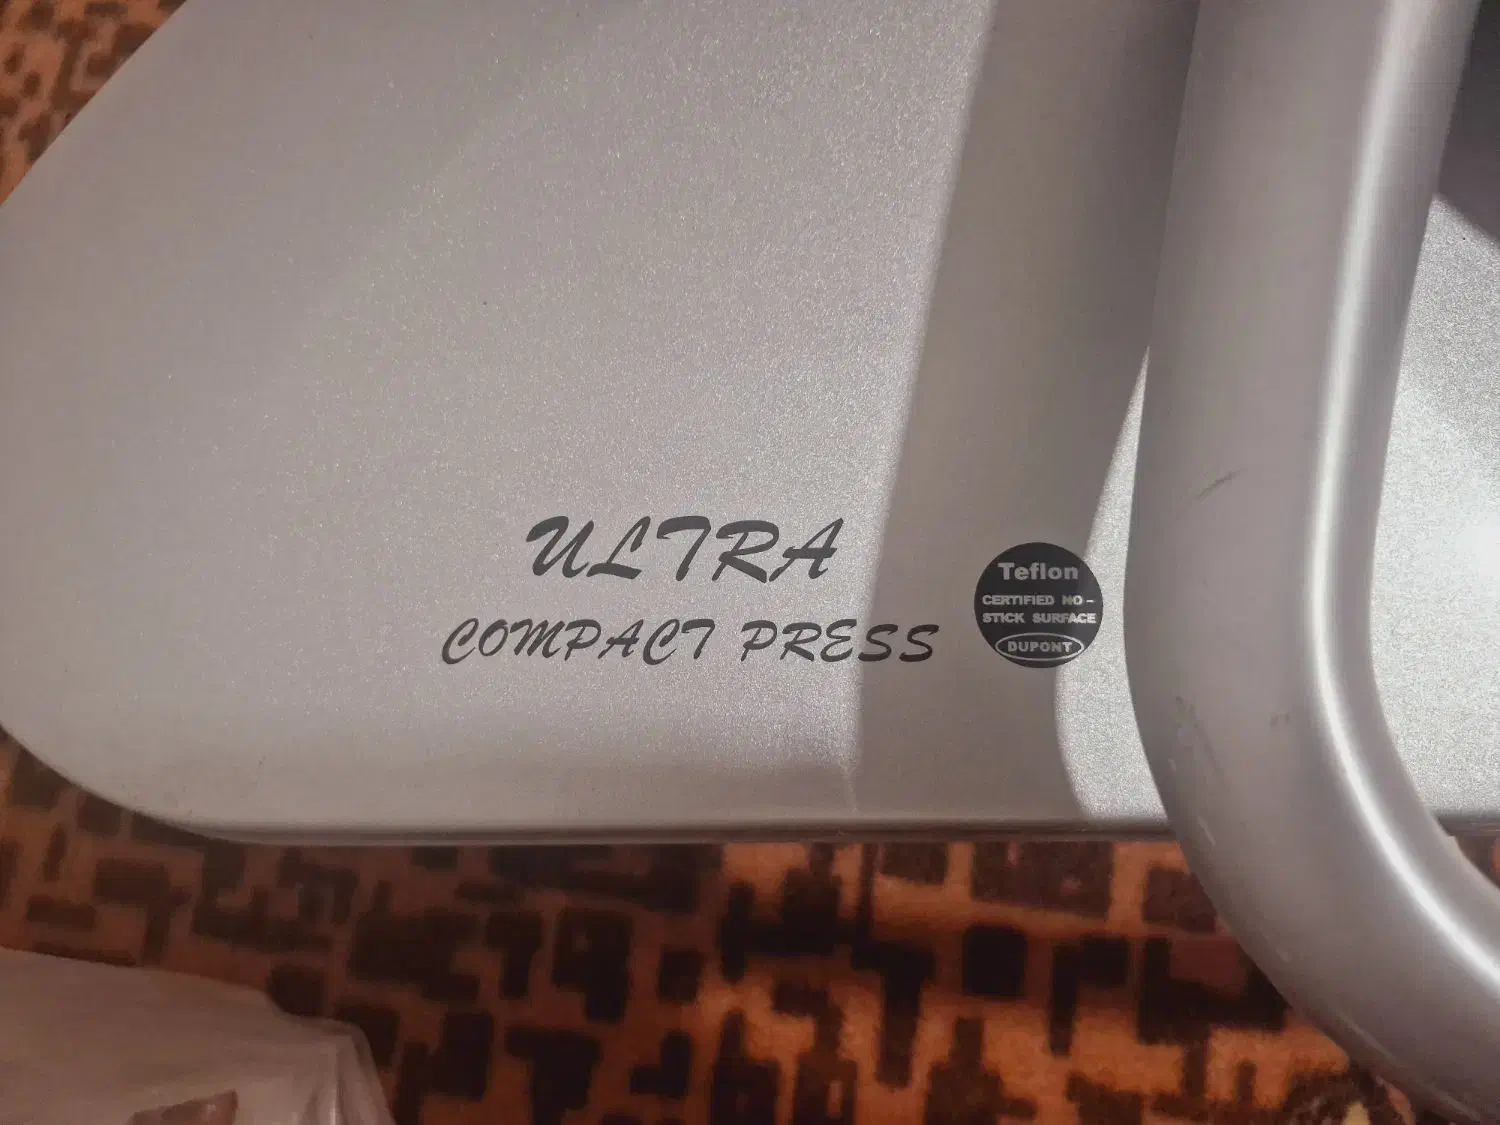 ULTRA
COMPACT PRESS
Teflon
CERTIFIED NO-
STICK SURFACE
DUPONT